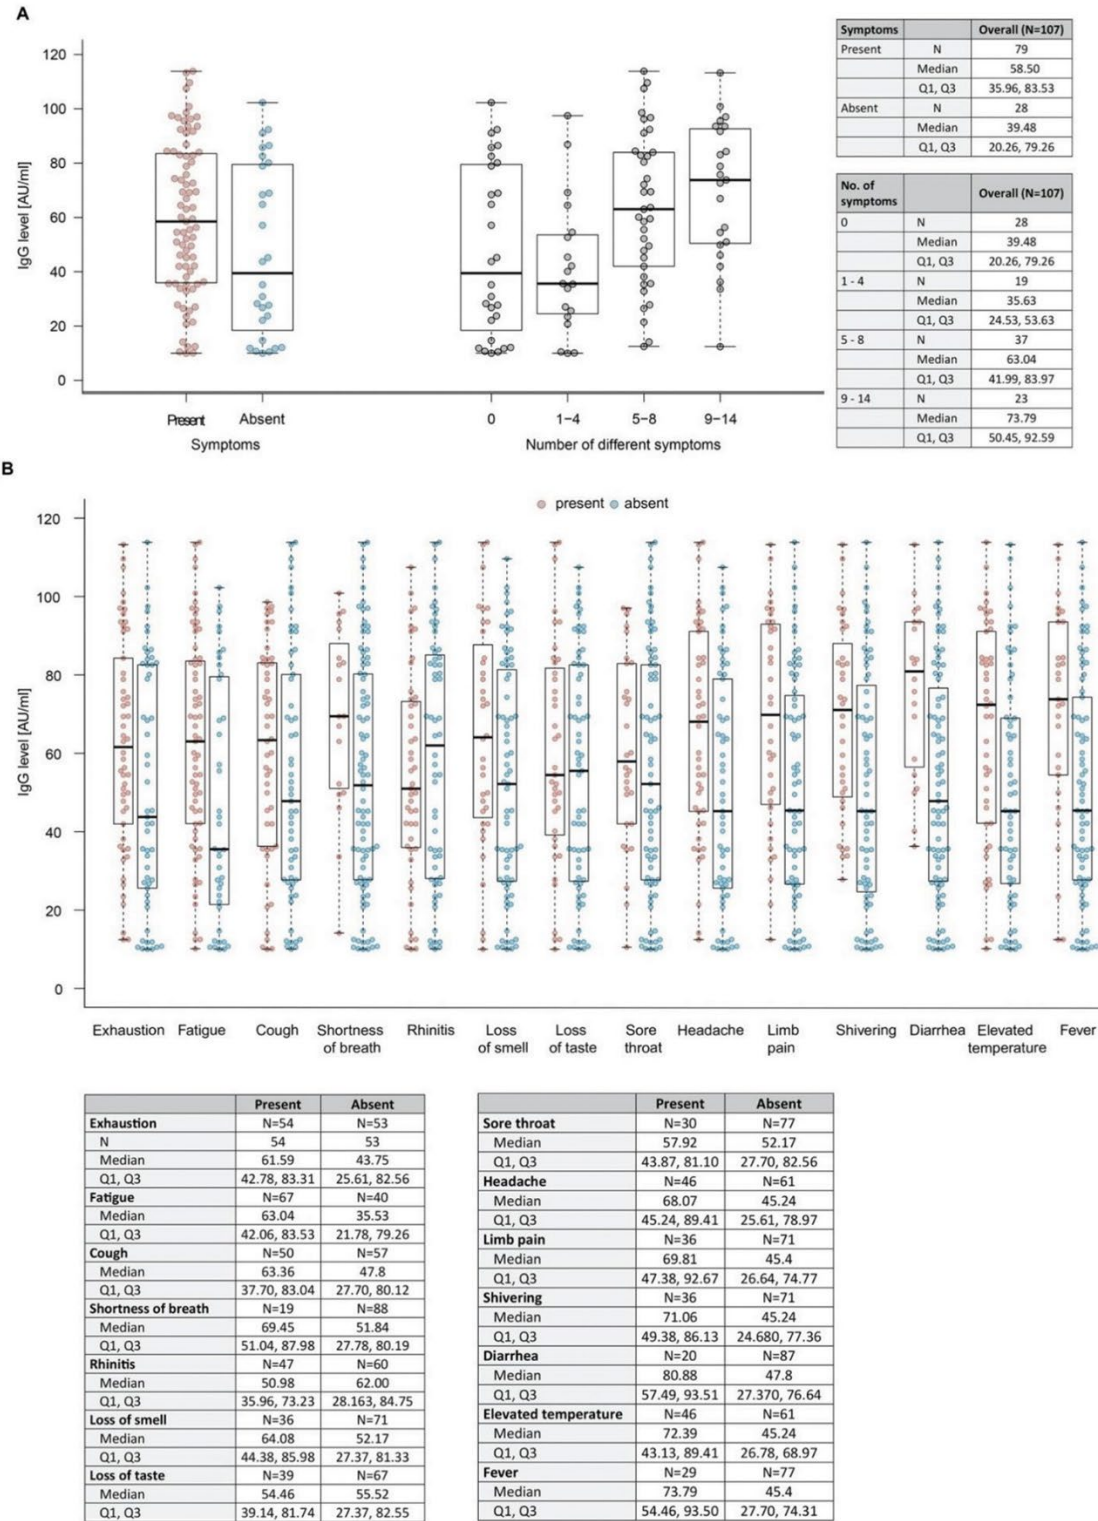 A
120
100
80
60
40
20
0
IgG level [AU/ml]
Present Absent 0 1−4 5−8 9−14
Symptoms Number of different symptoms
Symptoms Overall (N=107)
Present N 79
Median 58.50
Q1, Q3 35.96, 83.53
Absent N 28
Median 39.48
Q1, Q3 20.26, 79.26
No. of
symptoms Overall (N=107)
0 N 28
Median 39.48
Q1, Q3 20.26, 79.26
1 - 4 N 19
Median 35.63
Q1, Q3 24.53, 53.63
5 - 8 N 37
Median 63.04
Q1, Q3 41.99, 83.97
9 - 14 N 23
Median 73.79
Q1, Q3 50.45, 92.59
B
present absent
120
100
80
60
40
20
0
IgG level [AU/ml]
Exhaustion Fatigue Cough Shortness Rhinitis Loss Loss Sore Headache Limb Shivering Diarrhea Elevated Fever
of breath of smell of taste throat pain temperature
Present Absent
Exhaustion N=54 N=53
N 54 53
Median 61.59 43.75
Q1, Q3 42.78, 83.31 25.61, 82.56
Fatigue N=67 N=40
Median 63.04 35.53
Q1, Q3 42.06, 83.53 21.78, 79.26
Cough N=50 N=57
Median 63.36 47.8
Q1, Q3 37.70, 83.04 27.70, 80.12
Shortness of breath N=19 N=88
Median 69.45 51.84
Q1, Q3 51.04, 87.98 27.78, 80.19
Rhinitis N=47 N=60
Median 50.98 62.00
Q1, Q3 35.96, 73.23 28.163, 84.75
Loss of smell N=36 N=71
Median 64.08 52.17
Q1, Q3 44.38, 85.98 27.37, 81.33
Loss of taste N=39 N=67
Median 54.46 55.52
Q1, Q3 39.14, 81.74 27.37, 82.55
Present Absent
Sore throat N=30 N=77
Median 57.92 52.17
Q1, Q3 43.87, 81.10 27.70, 82.56
Headache N=46 N=61
Median 68.07 45.24
Q1, Q3 45.24, 89.41 25.61, 78.97
Limb pain N=36 N=71
Median 69.81 45.4
Q1, Q3 47.38, 92.67 26.64, 74.77
Shivering N=36 N=71
Median 71.06 45.24
Q1, Q3 49.38, 86.13 24.680, 77.36
Diarrhea N=20 N=87
Median 80.88 47.8
Q1, Q3 57.49, 93.51 27.370, 76.64
Elevated temperature N=46 N=61
Median 72.39 45.24
Q1, Q3 43.13, 89.41 26.78, 68.97
Fever N=29 N=77
Median 73.79 45.4
Q1, Q3 54.46, 93.50 27.70, 74.31